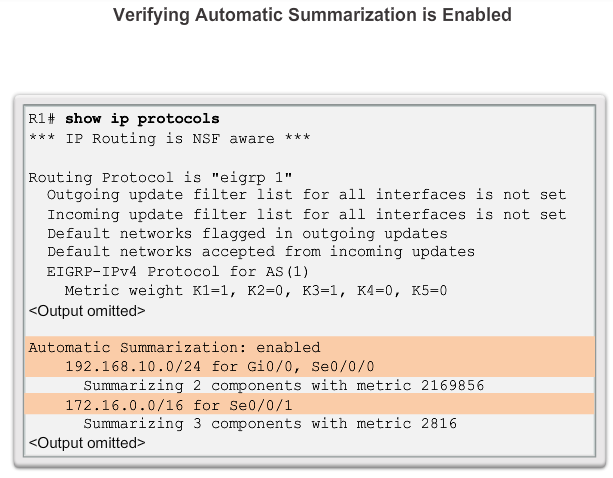 Verifying Automatic Summarization is Enabled
R1# show ip protocols
*** IP Routing is NSF aware ***
Routing Protocol is "eigrp 1"
Outgoing update filter list for all interfaces is not set
Incoming update filter list for all interfaces is not set
Default networks flagged in outgoing updates
Default networks accepted from incoming updates
EIGRP-IPv4 Protocol for AS(1)
Metric weight K1=1, K2=0, K3=1, K4=0, K5=0
<Output omitted>
Automatic Summarization: enabled
192.168.10.0/24 for Gi0/0, Se0/0/0
Summarizing 2 components with metric 2169856
172.16.0.0/16 for Se0/0/1
Summarizing 3 components with metric 2816
<Output omitted>